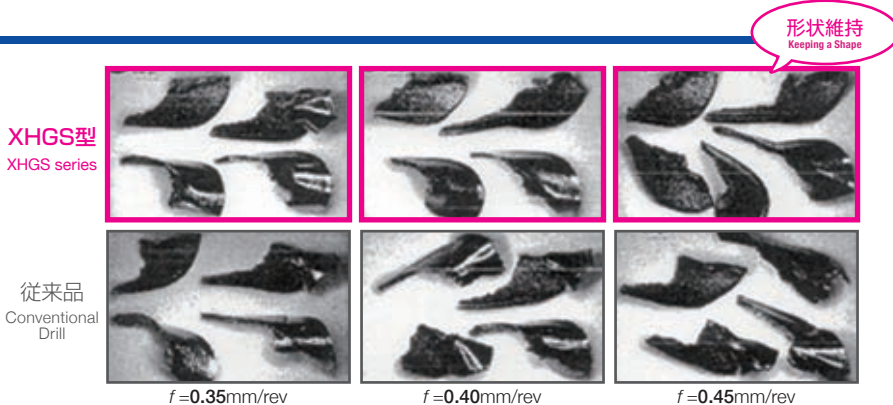 形状維持
Keeping a Shape
XHGS型
XHGS series
従来品
Conventional
Drill
f=0.35mm/rev
f=0.40mm/rev
f=0.45mm/rev